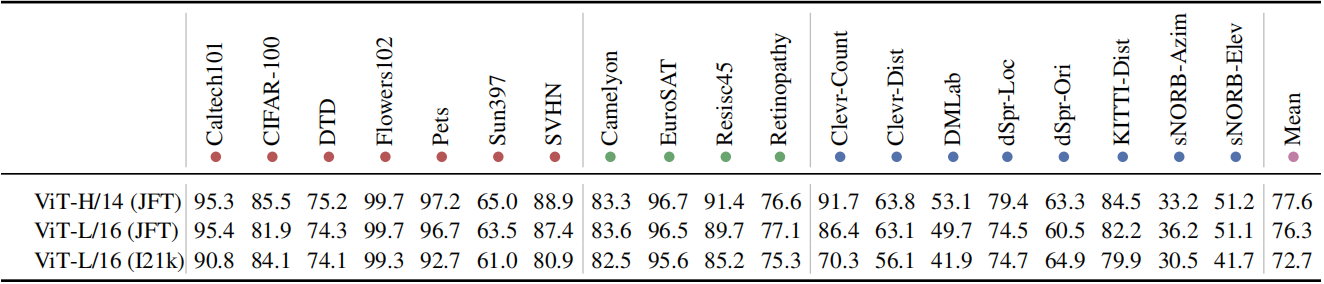 Caltech101 CIFAR-100 DTD Flowers102 Pets Sun397 SVHN Camelyon EuroSAT Resisc45 Retinopathy Clevr-Count Clevr-Dist DMLab dSpr-Loc dSpr-Ori KITTI-Dist sNORB-Azim sNORB-Elev Mean
ViT-H/14 (JFT) 95.3 85.5 75.2 99.7 97.2 65.0 88.9 83.3 96.7 91.4 76.6 91.7 63.8 53.1 79.4 63.3 84.5 33.2 51.2 77.6
ViT-L/16 (JFT) 95.4 81.9 74.3 99.7 96.7 63.5 87.4 83.6 96.5 89.7 77.1 86.4 63.1 49.7 74.5 60.5 82.2 36.2 51.1 76.3
ViT-L/16 (I21k) 90.8 84.1 74.1 99.3 92.7 61.0 80.9 82.5 95.6 85.2 75.3 70.3 56.1 41.9 74.7 64.9 79.9 30.5 41.7 72.7